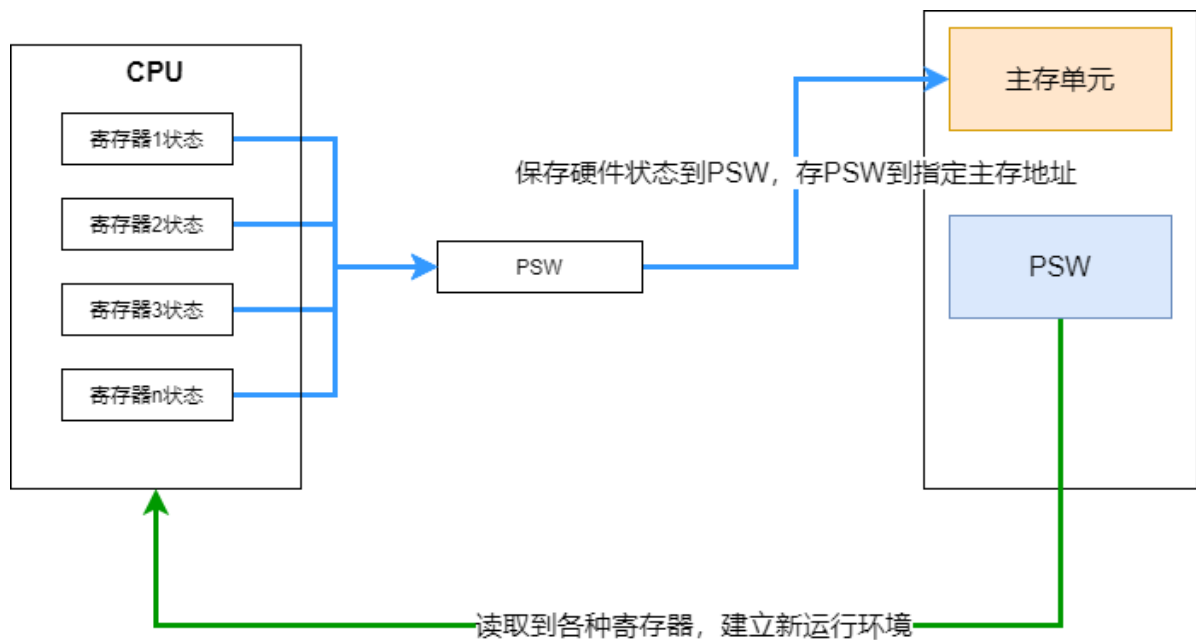 CPU
寄存器1状态
寄存器2状态
寄存器3状态
寄存器n状态
PSW
保存硬件状态到PSW，存PSW到指定主存地址
主存单元
PSW
读取到各种寄存器，建立新运行环境